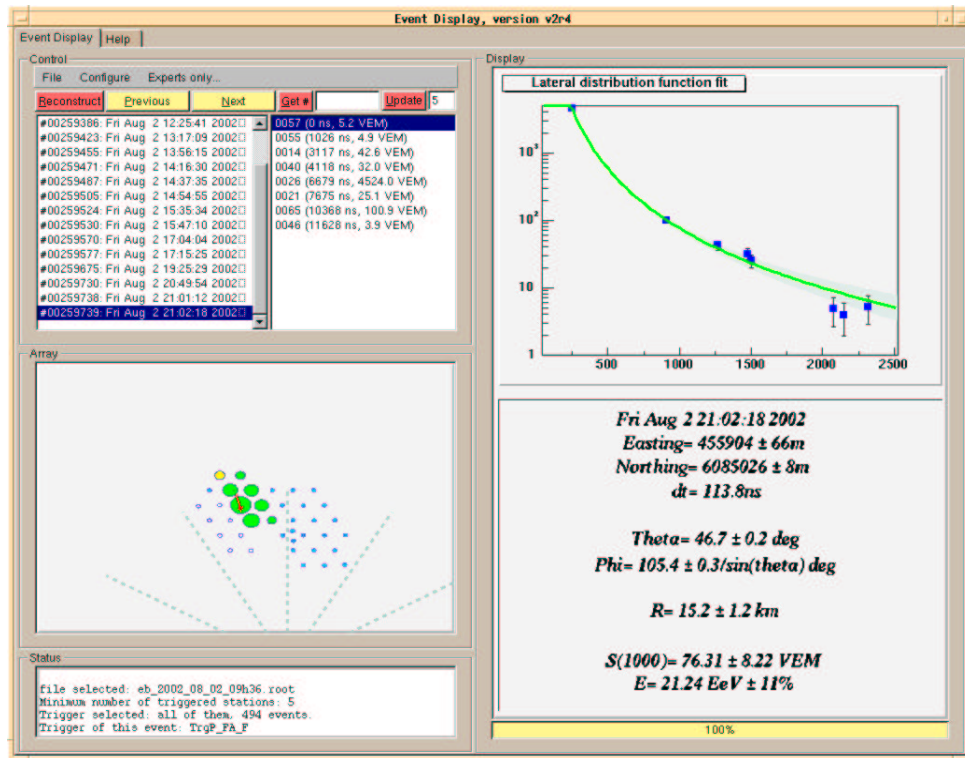 Event Display, version v2r4
Event Display Help
Control
File Configure Experts only...
Reconstruct Previous Next Get # Update 5
#00259386: Fri Aug 2 12:25:41 2002
#00259423: Fri Aug 2 13:17:09 2002
#00259455: Fri Aug 2 13:56:15 2002
#00259471: Fri Aug 2 14:16:30 2002
#00259487: Fri Aug 2 14:37:35 2002
#00259505: Fri Aug 2 14:54:55 2002
#00259524: Fri Aug 2 15:35:34 2002
#00259530: Fri Aug 2 15:47:10 2002
#00259570: Fri Aug 2 17:04:04 2002
#00259577: Fri Aug 2 17:15:25 2002
#00259675: Fri Aug 2 19:25:29 2002
#00259730: Fri Aug 2 20:49:54 2002
#00259738: Fri Aug 2 21:01:12 2002
#00259739: Fri Aug 2 21:02:18 2002
0057 (0 ns, 5.2 VEM)
0055 (1026 ns, 4.9 VEM)
0014 (3117 ns, 42.6 VEM)
0040 (4118 ns, 32.0 VEM)
0026 (6679 ns, 4524.0 VEM)
0021 (7675 ns, 25.1 VEM)
0065 (10368 ns, 100.9 VEM)
0046 (11628 ns, 3.9 VEM)
Array
Status
file selected: eb_2002_08_02_09h36.root
Minimum number of triggered stations: 5
Trigger selected: all of them, 494 events.
Trigger of this event: TrgP_FA_F
Display
Lateral distribution function fit
10³
10²
10
1
500 1000 1500 2000 2500
Fri Aug 2 21:02:18 2002
Easting= 455904 ± 66m
Northing= 6085026 ± 8m
dt= 113.8ns
Theta= 46.7 ± 0.2 deg
Phi= 105.4 ± 0.3/sin(theta) deg
R= 15.2 ± 1.2 km
S(1000)= 76.31 ± 8.22 VEM
E= 21.24 EeV ± 11%
100%